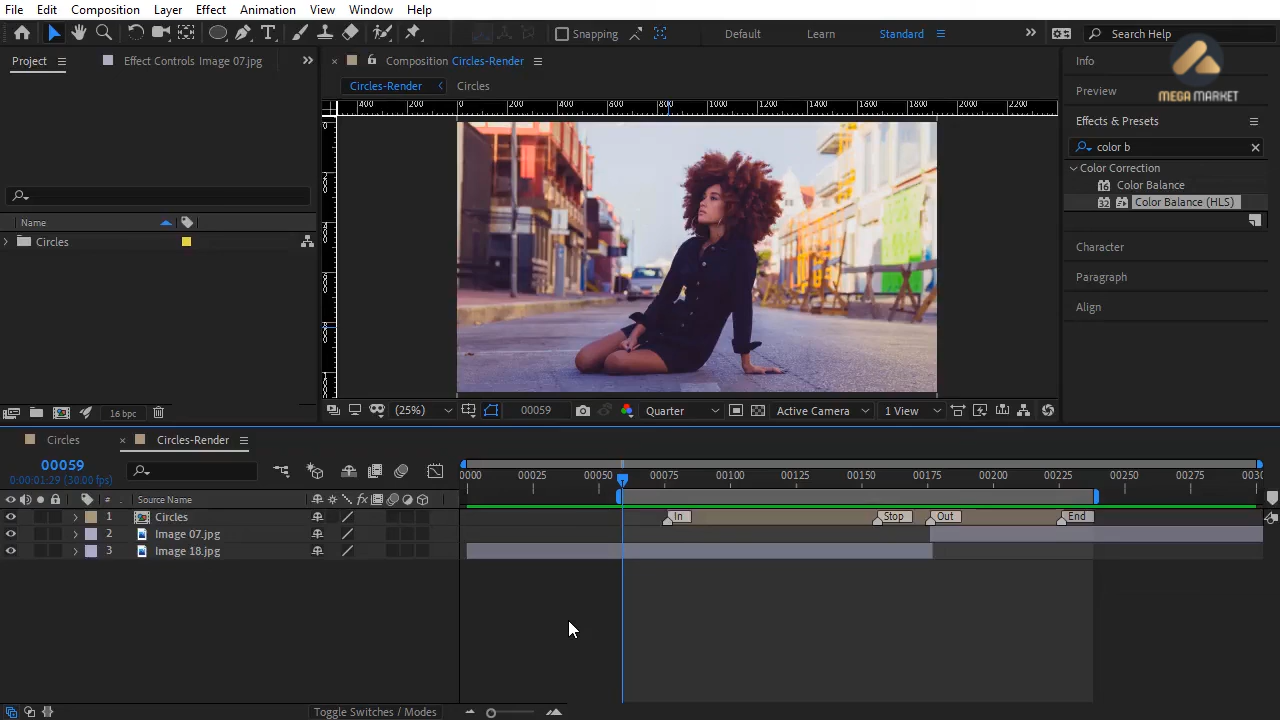 File Edit Composition Layer Effect Animation View Window Help
Snapping Default Learn Standard Search Help
MEGA MARKET
Project Effect Controls Image 07.jpg
Composition Circles-Render
Circles-Render Circles
400 200 0 200 400 600 800 1000 1200 1400 1600 1800 2000 2200
Info
Preview
Effects & Presets
color b
Color Correction
16 Color Balance
32 Color Balance (HLS)
Character
Paragraph
Align
Name
Circles
16 bpc
(25%) 00059 Quarter Active Camera 1 View
Circles Circles-Render
00059
0:00:01:29 (30.00 fps)
0000 00025 00050 00075 00100 00125 00150 00175 00200 00225 00250 00275 0030
# Source Name fx
1 Circles In Stop Out End
2 Image 07.jpg
3 Image 18.jpg
Toggle Switches / Modes